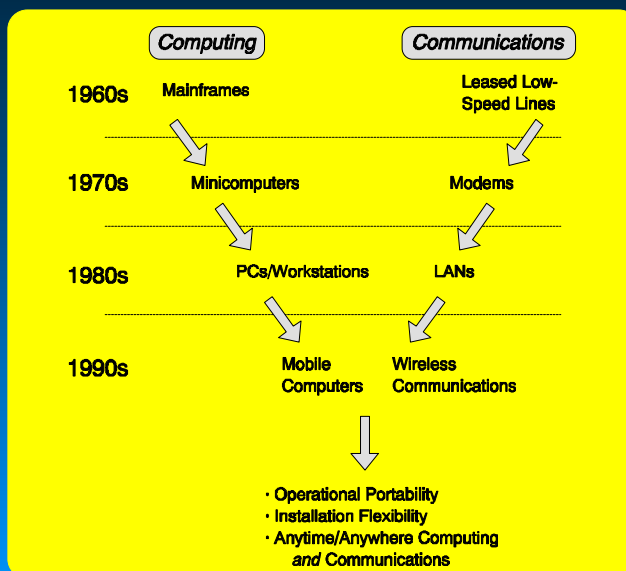 Computing Communications
1960s Mainframes Leased Low-
Speed Lines
1970s Minicomputers Modems
1980s PCs/Workstations LANs
1990s Mobile Wireless
Computers Communications
· Operational Portability
· Installation Flexibility
· Anytime/Anywhere Computing
and Communications